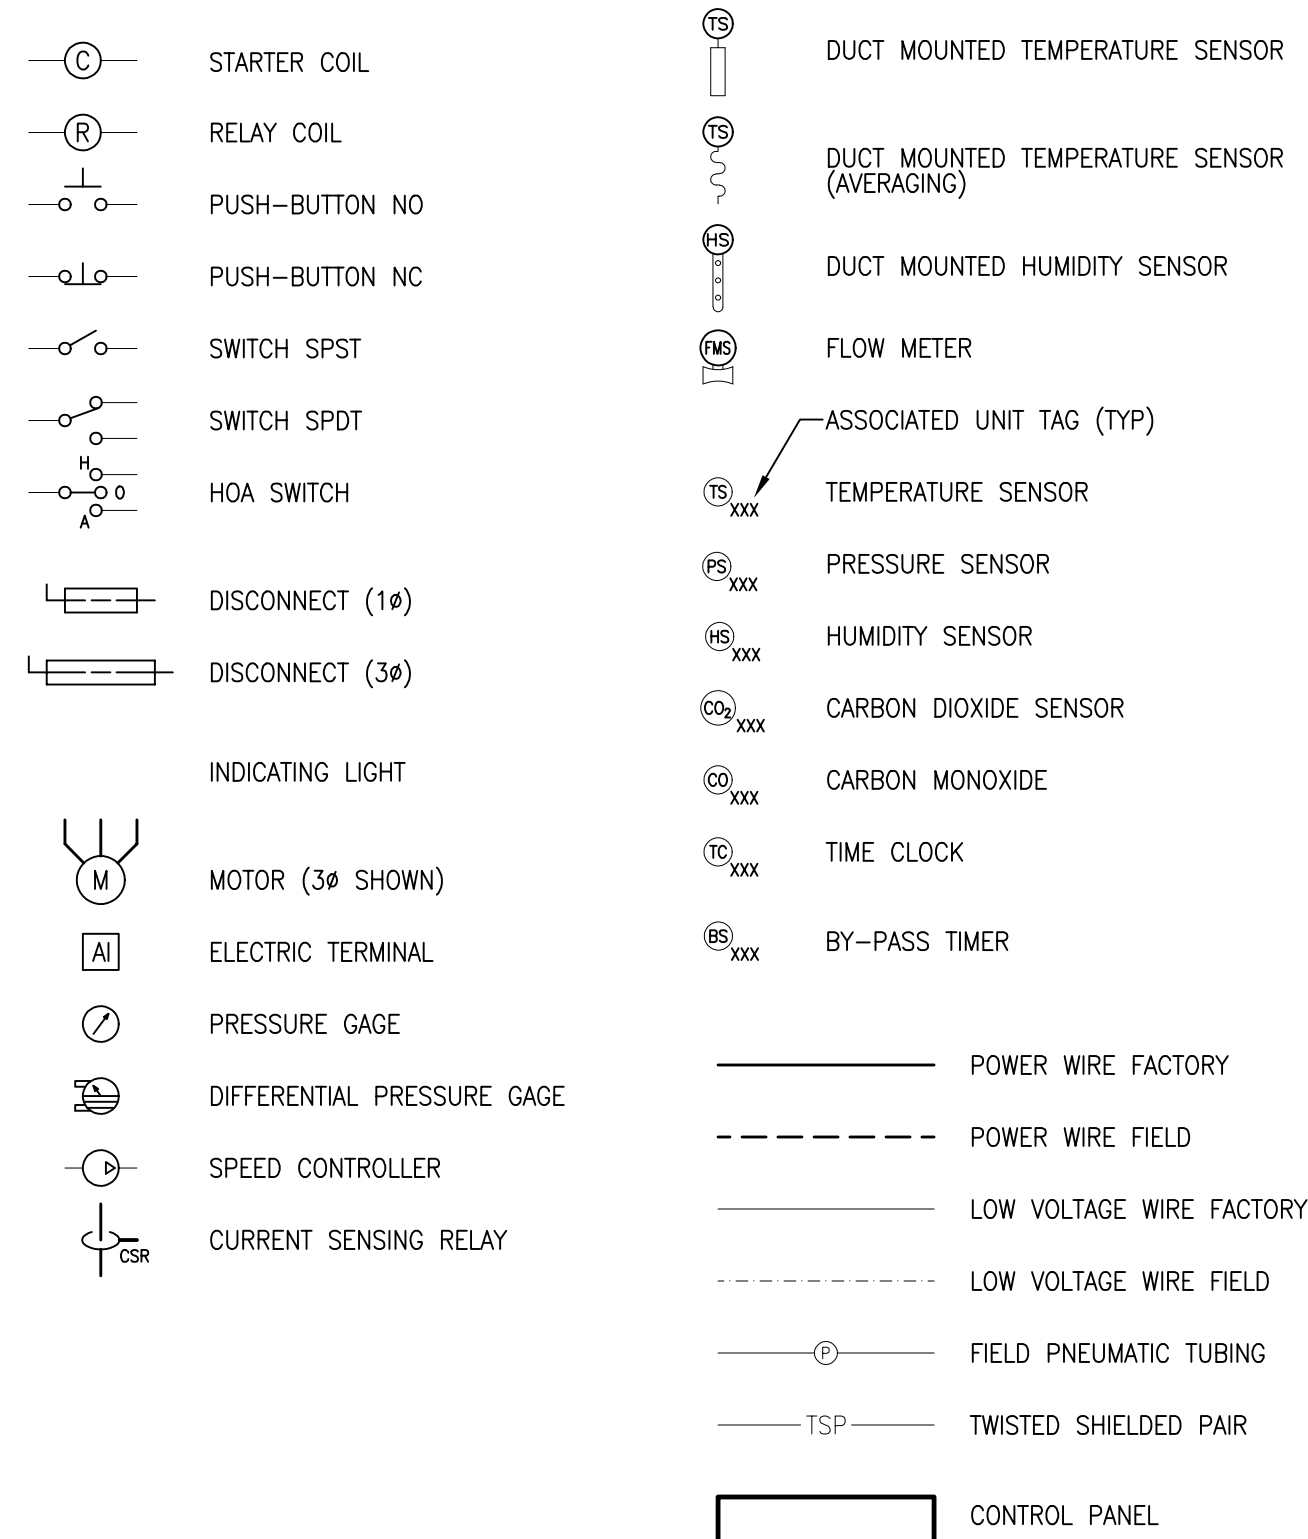 C STARTER COIL
R RELAY COIL
PUSH-BUTTON NO
PUSH-BUTTON NC
SWITCH SPST
SWITCH SPDT
H
O HOA SWITCH
A
DISCONNECT (1ø)
DISCONNECT (3ø)
INDICATING LIGHT
M MOTOR (3ø SHOWN)
AI ELECTRIC TERMINAL
PRESSURE GAGE
DIFFERENTIAL PRESSURE GAGE
SPEED CONTROLLER
CURRENT SENSING RELAY
CSR
TS
DUCT MOUNTED TEMPERATURE SENSOR
TS
DUCT MOUNTED TEMPERATURE SENSOR
(AVERAGING)
HS
DUCT MOUNTED HUMIDITY SENSOR
FMS FLOW METER
ASSOCIATED UNIT TAG (TYP)
TS XXX TEMPERATURE SENSOR
PS XXX PRESSURE SENSOR
HS XXX HUMIDITY SENSOR
CO₂ XXX CARBON DIOXIDE SENSOR
CO XXX CARBON MONOXIDE
TC XXX TIME CLOCK
BS XXX BY-PASS TIMER
POWER WIRE FACTORY
POWER WIRE FIELD
LOW VOLTAGE WIRE FACTORY
LOW VOLTAGE WIRE FIELD
P FIELD PNEUMATIC TUBING
TSP TWISTED SHIELDED PAIR
CONTROL PANEL